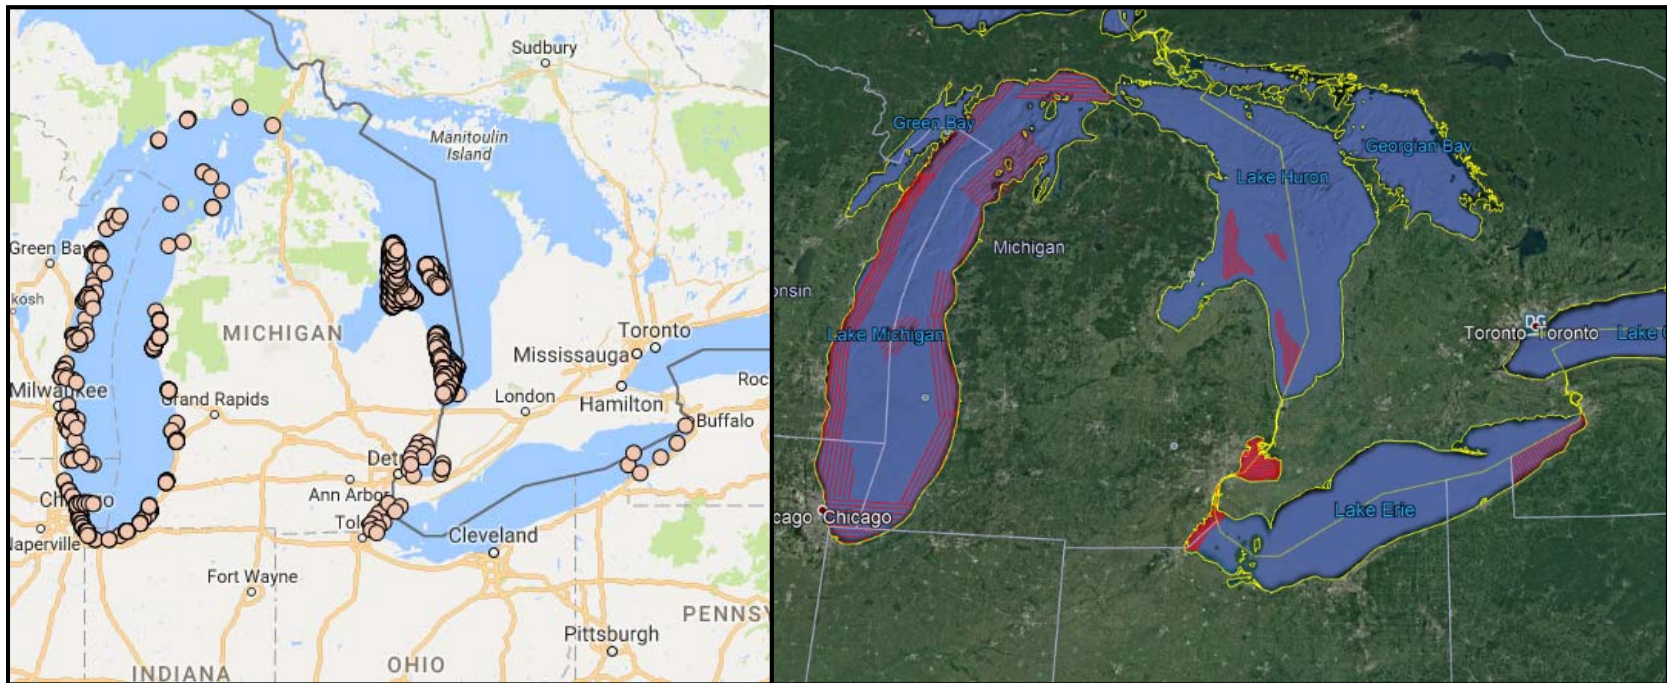 Sudbury
Manitoulin
Island
Green Bay
kosh
MICHIGAN
Toronto
Mississauga
Milwaukee
Grand Rapids
London
Hamilton
Roc
Buffalo
Det
Ann Arbor
Chicago
Tol
Cleveland
Naperville
Fort Wayne
PENNSY
Pittsburgh
INDIANA
OHIO
Green Bay
Georgian Bay
Lake Huron
Michigan
onsin
Lake Michigan
DG
Toronto Toronto
Lake O
cago Chicago
Lake Erie